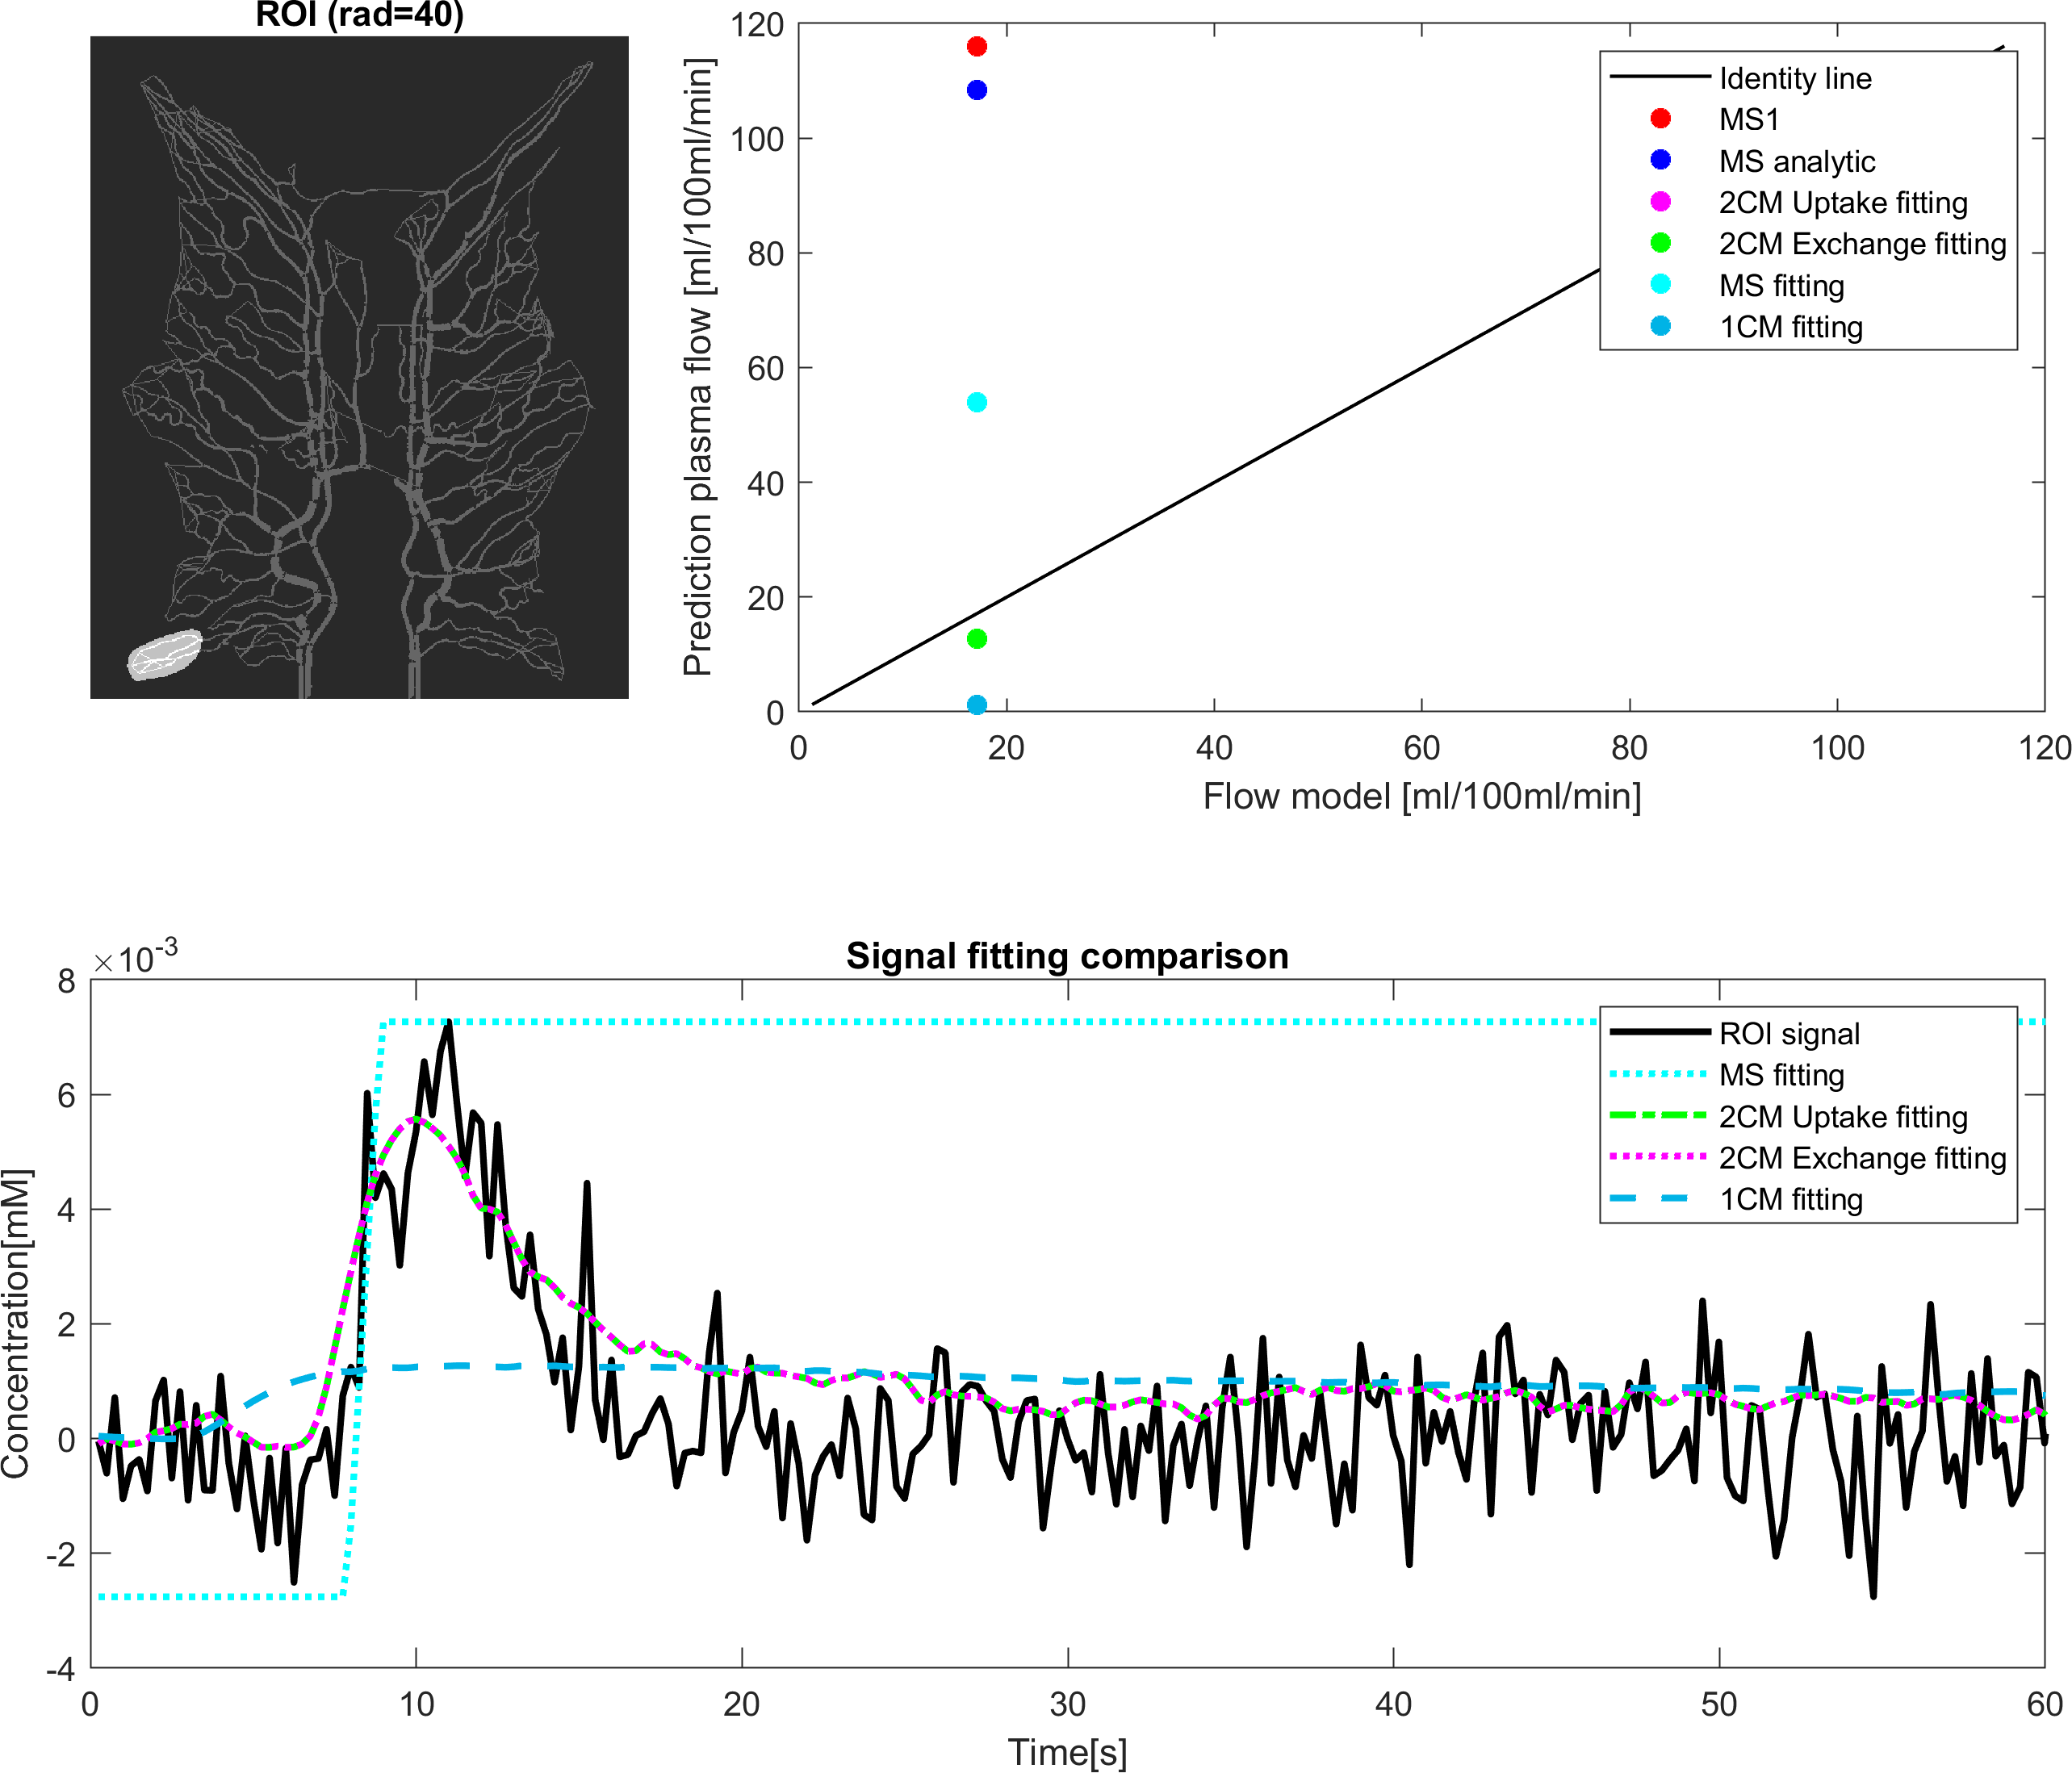 ROI (rad=40)
120
100
80
60
40
20
0
Prediction plasma flow [ml/100ml/min]
Identity line
MS1
MS analytic
2CM Uptake fitting
2CM Exchange fitting
MS fitting
1CM fitting
0 20 40 60 80 100 120
Flow model [ml/100ml/min]
Signal fitting comparison
×10-3
8
6
4
2
0
-2
-4
Concentration[mM]
ROI signal
MS fitting
2CM Uptake fitting
2CM Exchange fitting
1CM fitting
0 10 20 30 40 50 60
Time[s]